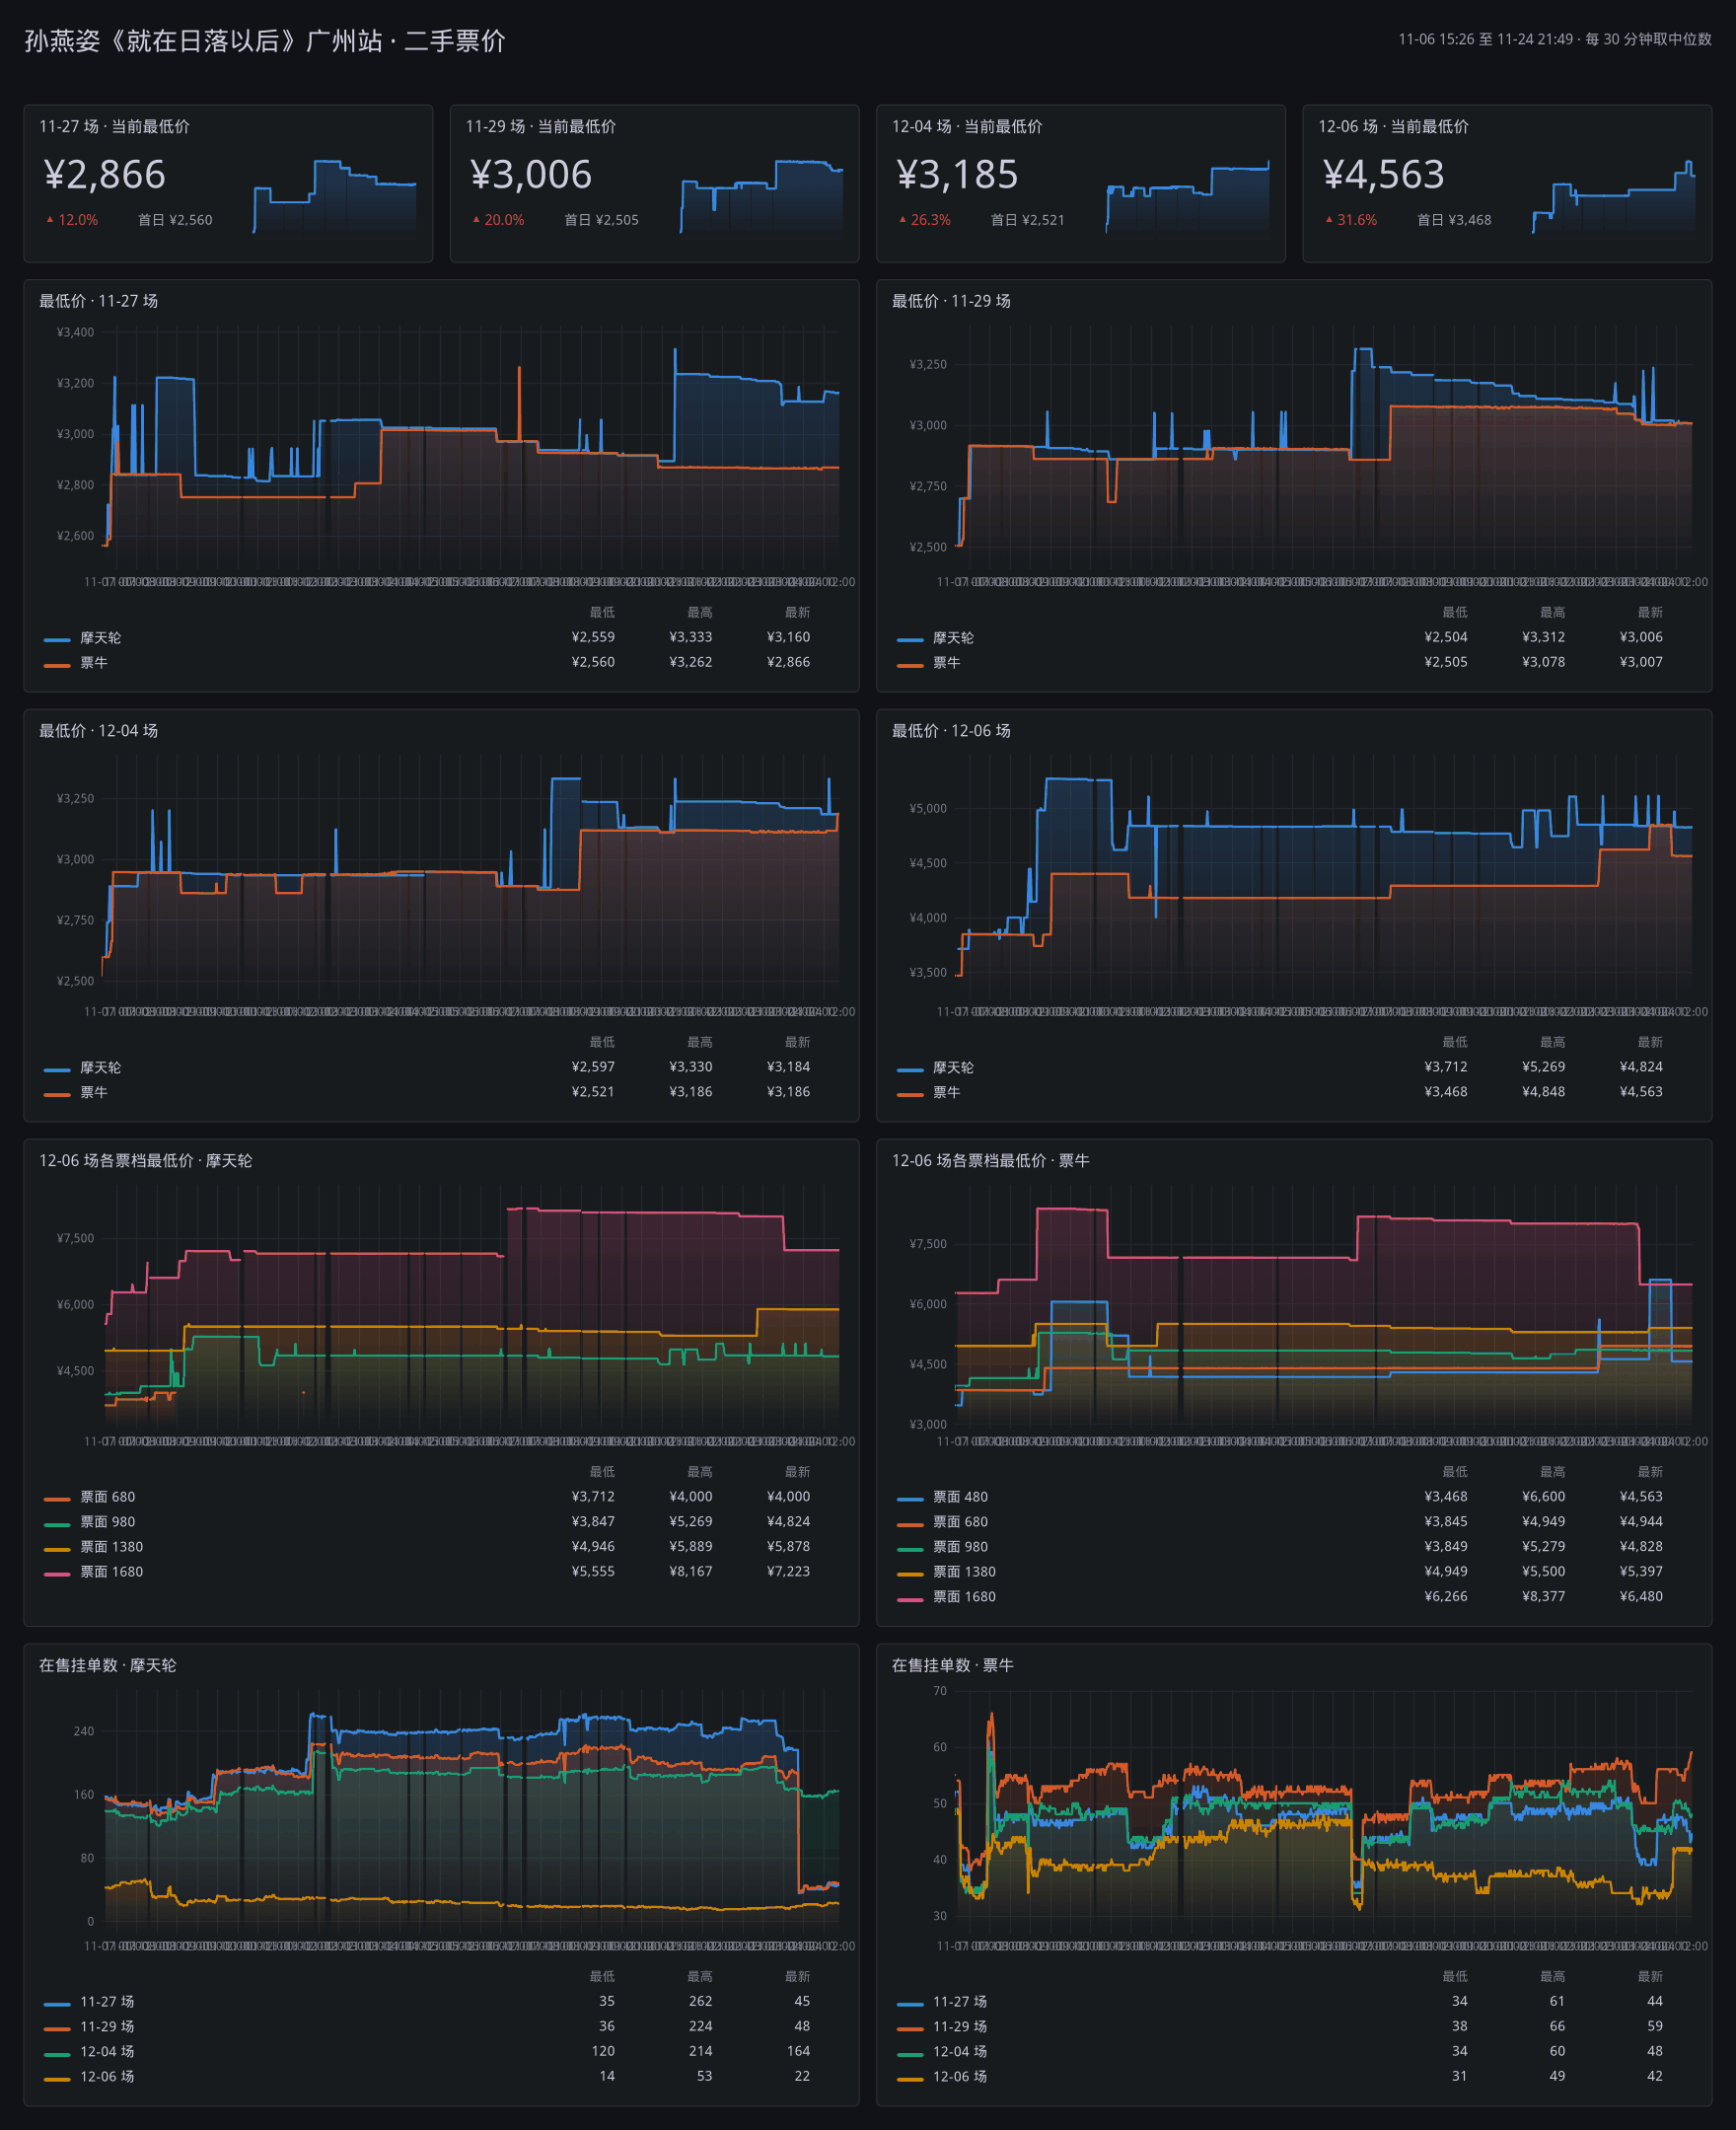 孙燕姿《就在日落以后》广州站 · 二手票价
11-06 15:26 至 11-24 21:49 · 每 30 分钟取中位数
11-27 场 · 当前最低价
¥2,866
▲ 12.0% 首日 ¥2,560
11-29 场 · 当前最低价
¥3,006
▲ 20.0% 首日 ¥2,505
12-04 场 · 当前最低价
¥3,185
▲ 26.3% 首日 ¥2,521
12-06 场 · 当前最低价
¥4,563
▲ 31.6% 首日 ¥3,468
最低价 · 11-27 场
¥3,400
¥3,200
¥3,000
¥2,800
¥2,600
最低 最高 最新
摩天轮 ¥2,559 ¥3,333 ¥3,160
票牛 ¥2,560 ¥3,262 ¥2,866
最低价 · 11-29 场
¥3,250
¥3,000
¥2,750
¥2,500
最低 最高 最新
摩天轮 ¥2,504 ¥3,312 ¥3,006
票牛 ¥2,505 ¥3,078 ¥3,007
最低价 · 12-04 场
¥3,250
¥3,000
¥2,750
¥2,500
最低 最高 最新
摩天轮 ¥2,597 ¥3,330 ¥3,184
票牛 ¥2,521 ¥3,186 ¥3,186
最低价 · 12-06 场
¥5,000
¥4,500
¥4,000
¥3,500
最低 最高 最新
摩天轮 ¥3,712 ¥5,269 ¥4,824
票牛 ¥3,468 ¥4,848 ¥4,563
12-06 场各票档最低价 · 摩天轮
¥7,500
¥6,000
¥4,500
最低 最高 最新
票面 680 ¥3,712 ¥4,000 ¥4,000
票面 980 ¥3,847 ¥5,269 ¥4,824
票面 1380 ¥4,946 ¥5,889 ¥5,878
票面 1680 ¥5,555 ¥8,167 ¥7,223
12-06 场各票档最低价 · 票牛
¥7,500
¥6,000
¥4,500
¥3,000
最低 最高 最新
票面 480 ¥3,468 ¥6,600 ¥4,563
票面 680 ¥3,845 ¥4,949 ¥4,944
票面 980 ¥3,849 ¥5,279 ¥4,828
票面 1380 ¥4,949 ¥5,500 ¥5,397
票面 1680 ¥6,266 ¥8,377 ¥6,480
在售挂单数 · 摩天轮
240
160
80
0
最低 最高 最新
11-27 场 35 262 45
11-29 场 36 224 48
12-04 场 120 214 164
12-06 场 14 53 22
在售挂单数 · 票牛
70
60
50
40
30
最低 最高 最新
11-27 场 34 61 44
11-29 场 38 66 59
12-04 场 34 60 48
12-06 场 31 49 42